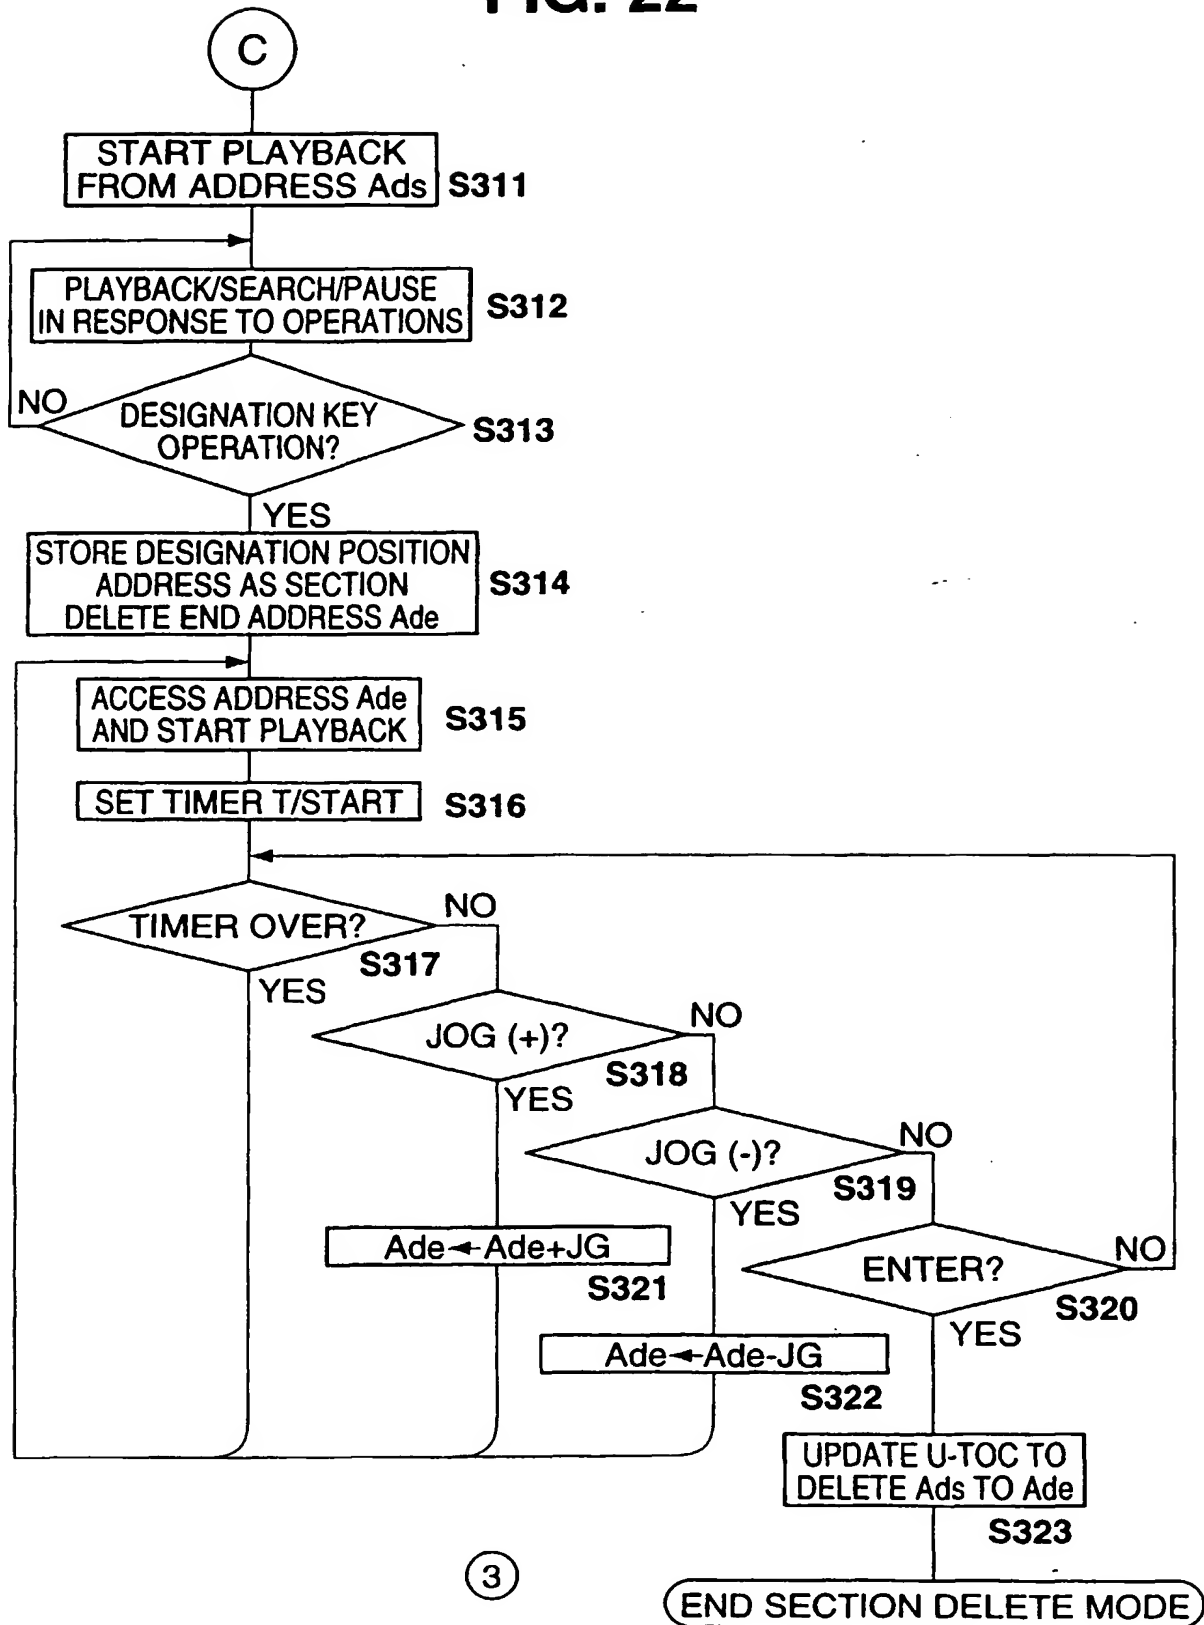 FIG. 22
C
START PLAYBACK
FROM ADDRESS Ads
S311
PLAYBACK/SEARCH/PAUSE
IN RESPONSE TO OPERATIONS
S312
NO
DESIGNATION KEY
OPERATION?
S313
YES
STORE DESIGNATION POSITION
ADDRESS AS SECTION
DELETE END ADDRESS Ade
S314
ACCESS ADDRESS Ade
AND START PLAYBACK
S315
SET TIMER T/START
S316
TIMER OVER?
NO
S317
YES
JOG (+)?
NO
S318
YES
JOG (-)?
NO
S319
YES
Ade←Ade+JG
S321
ENTER?
NO
S320
YES
Ade←Ade-JG
S322
UPDATE U-TOC TO
DELETE Ads TO Ade
S323
3
END SECTION DELETE MODE